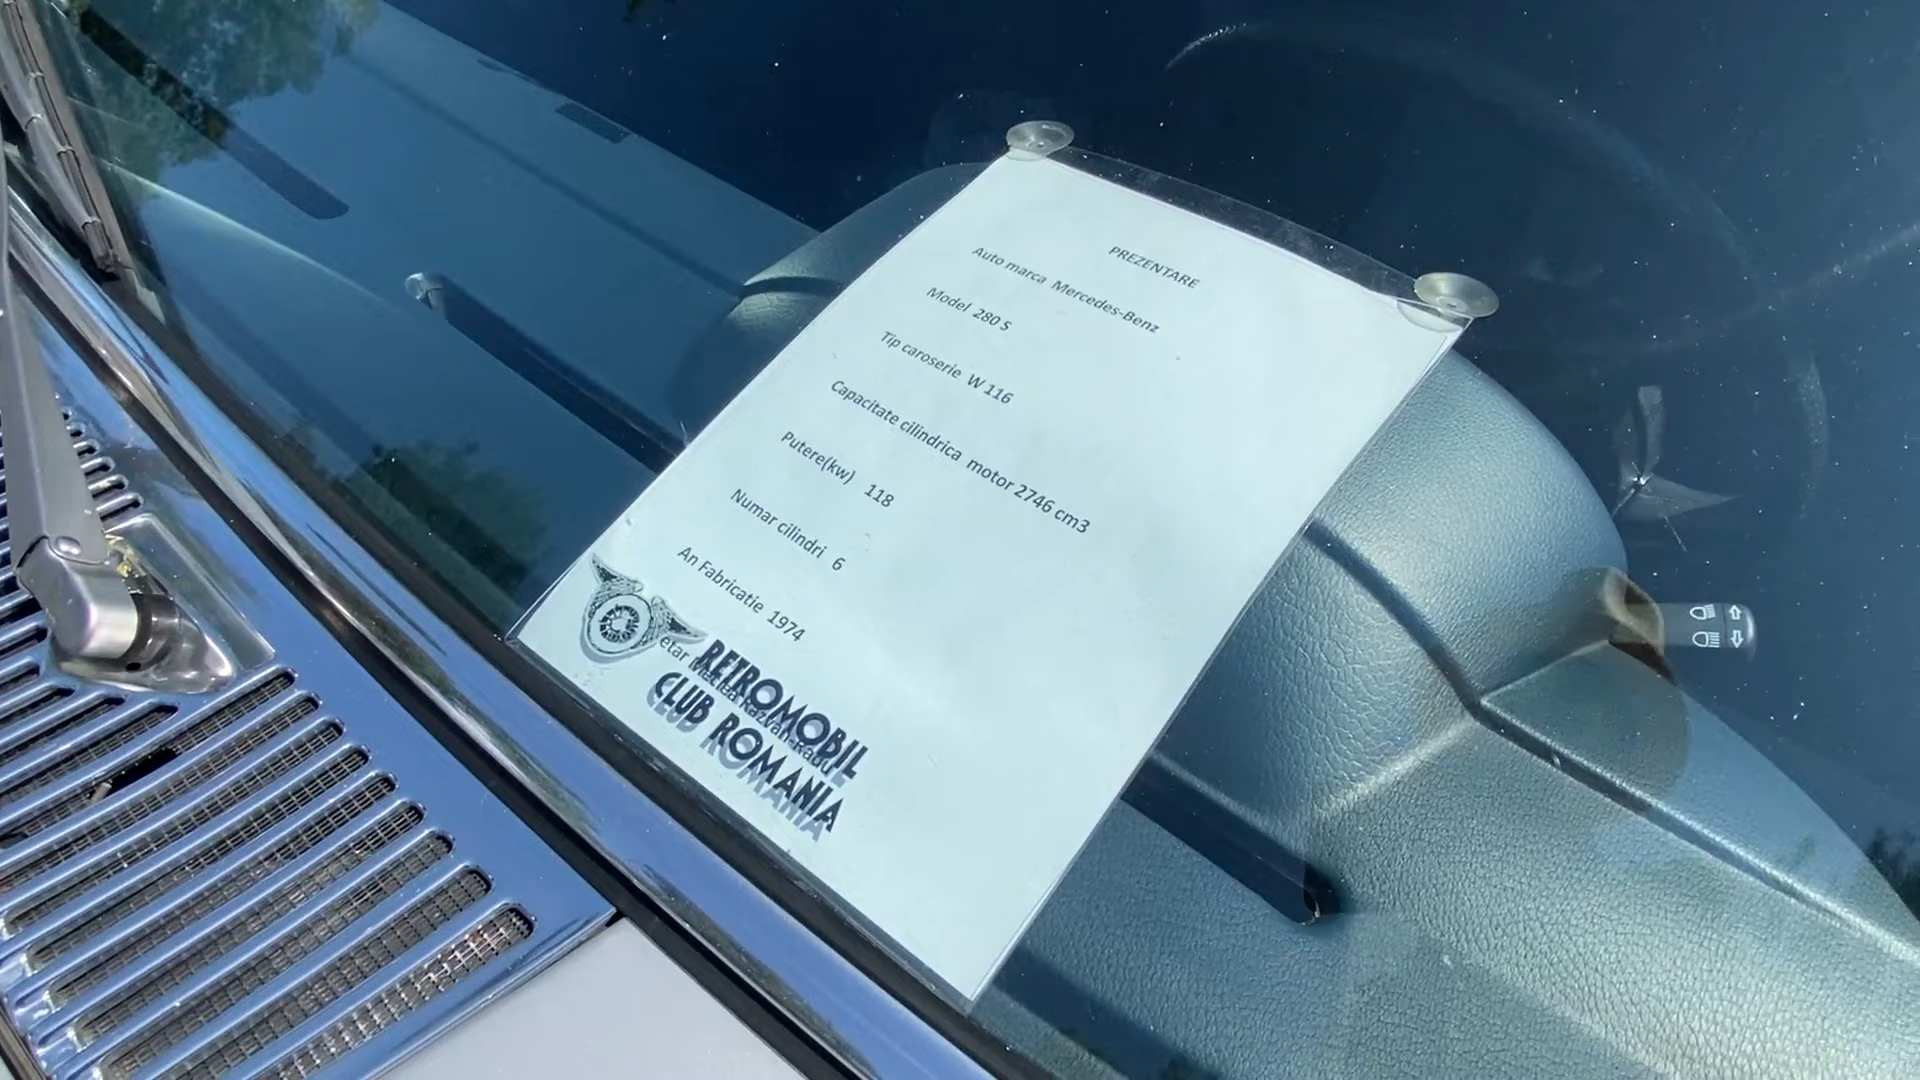 PREZENTARE
Auto marca Mercedes-Benz
Model 280 S
Tip caroserie W 116
Capacitate cilindrica motor 2746 cm3
Putere(kw) 118
Numar cilindri 6
An Fabricatie 1974
RETROMOBIL
CLUB ROMANIA